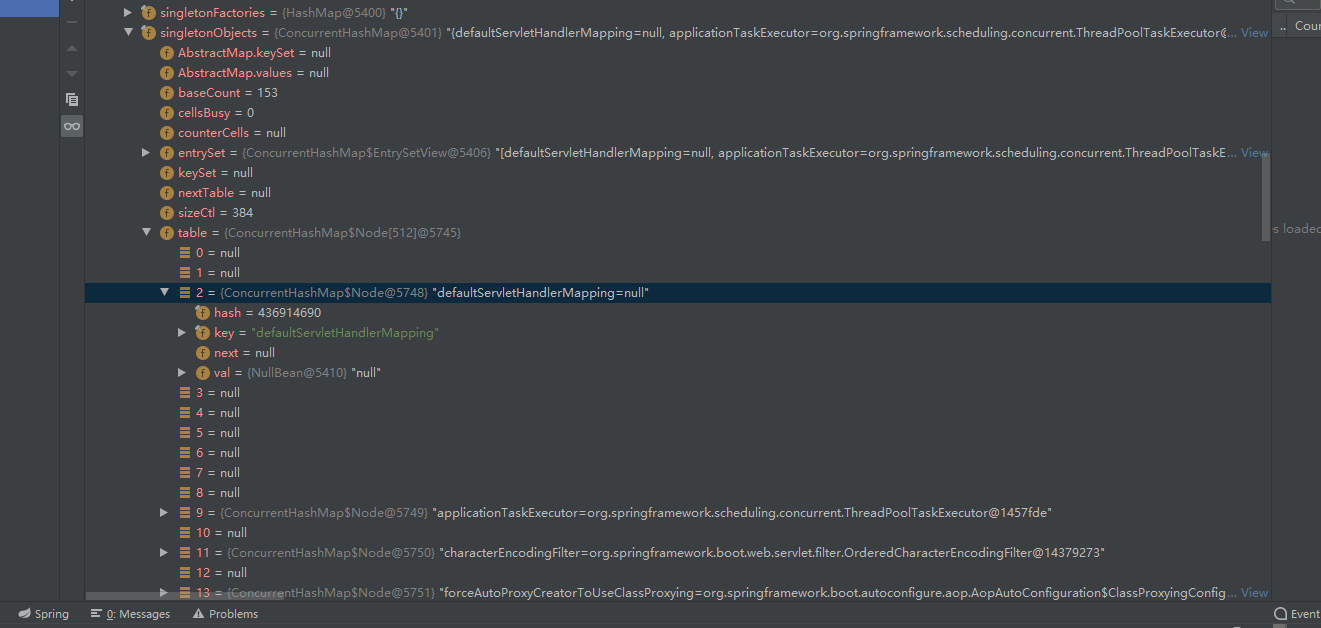 singletonFactories = {HashMap@5400} "{}"
singletonObjects = {ConcurrentHashMap@5401} "{defaultServletHandlerMapping=null, applicationTaskExecutor=org.springframework.scheduling.concurrent.ThreadPoolTaskExecutor@... View
.. Cour
AbstractMap.keySet = null
AbstractMap.values = null
baseCount = 153
cellsBusy = 0
counterCells = null
entrySet = {ConcurrentHashMap$EntrySetView@5406} "[defaultServletHandlerMapping=null, applicationTaskExecutor=org.springframework.scheduling.concurrent.ThreadPoolTaskE... View
keySet = null
nextTable = null
sizeCtl = 384
table = {ConcurrentHashMap$Node[512]@5745}
s loaded
0 = null
1 = null
2 = {ConcurrentHashMap$Node@5748} "defaultServletHandlerMapping=null"
hash = 436914690
key = "defaultServletHandlerMapping"
next = null
val = {NullBean@5410} "null"
3 = null
4 = null
5 = null
6 = null
7 = null
8 = null
9 = {ConcurrentHashMap$Node@5749} "applicationTaskExecutor=org.springframework.scheduling.concurrent.ThreadPoolTaskExecutor@1457fde"
10 = null
11 = {ConcurrentHashMap$Node@5750} "characterEncodingFilter=org.springframework.boot.web.servlet.filter.OrderedCharacterEncodingFilter@14379273"
12 = null
13 = {ConcurrentHashMap$Node@5751} "forceAutoProxyCreatorToUseClassProxying=org.springframework.boot.autoconfigure.aop.AopAutoConfiguration$ClassProxyingConfig... View
Spring 0: Messages Problems Event